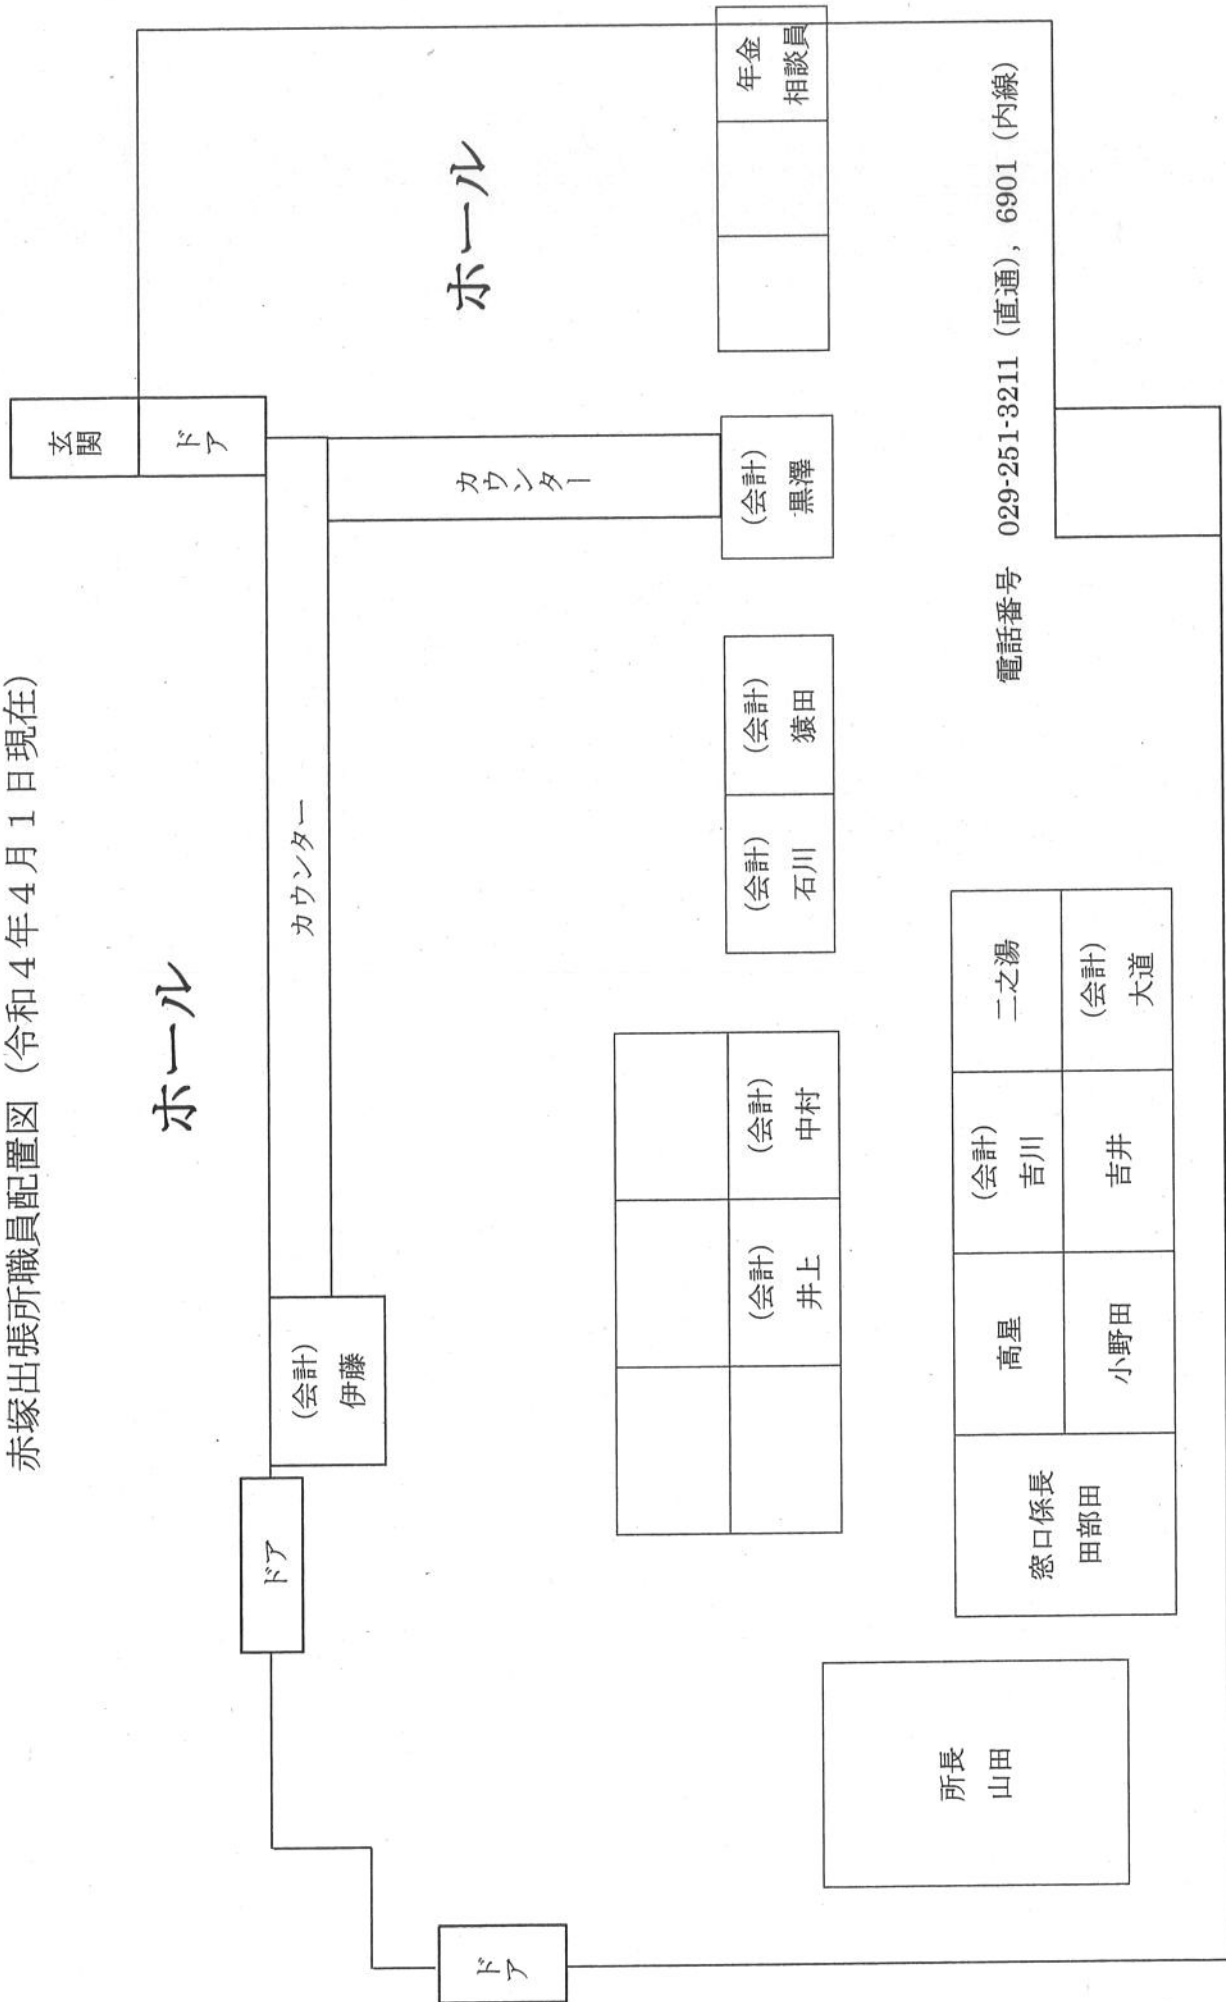 赤塚出張所職員配置図（令和４年４月１日現在）
玄関
ドア
ホール
ホール
カウンター
カウンター
ドア
ドア
(会計)
伊藤
(会計)
井上
(会計)
中村
(会計)
石川
(会計)
猿田
(会計)
黒澤
年金
相談員
所長
山田
窓口係長
田部田
髙星
(会計)
吉川
二之湯
小野田
吉井
(会計)
大道
電話番号　029-251-3211（直通），6901（内線）